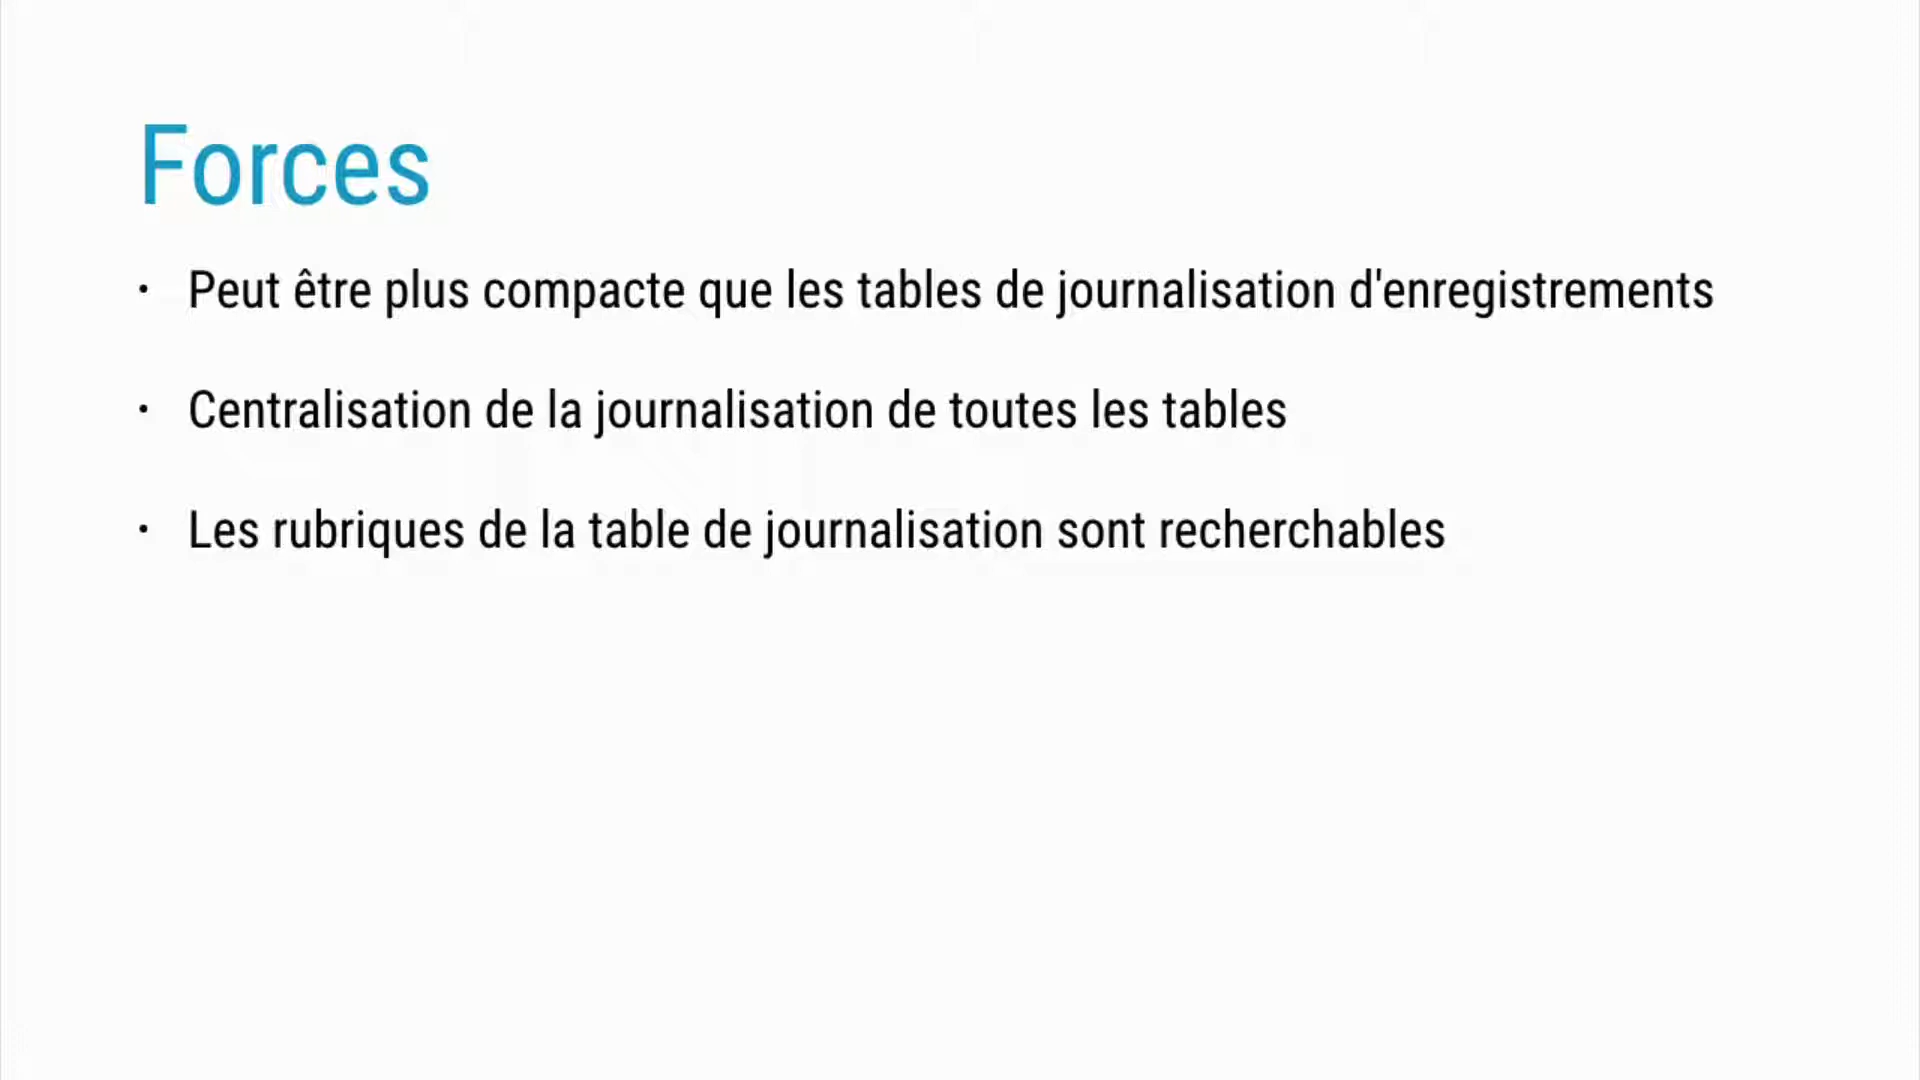 Forces
· Peut être plus compacte que les tables de journalisation d'enregistrements
· Centralisation de la journalisation de toutes les tables
· Les rubriques de la table de journalisation sont recherchables